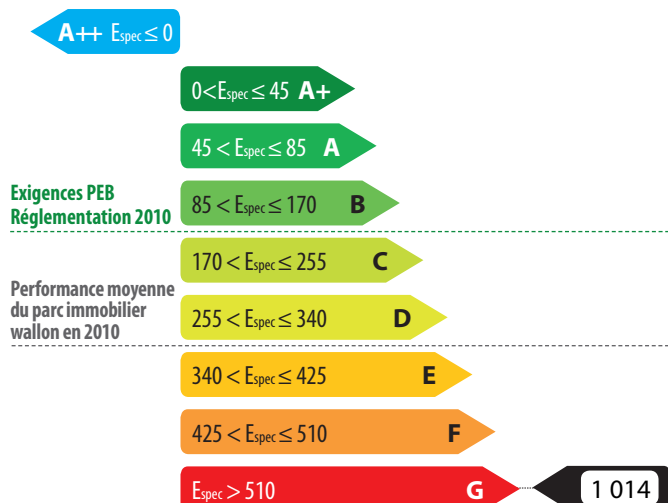 A++ Espec ≤ 0
0 < Espec ≤ 45 A+
45 < Espec ≤ 85 A
Exigences PEB
Réglementation 2010
85 < Espec ≤ 170 B
170 < Espec ≤ 255 C
Performance moyenne
du parc immobilier
wallon en 2010
255 < Espec ≤ 340 D
340 < Espec ≤ 425 E
425 < Espec ≤ 510 F
Espec > 510 G 1 014